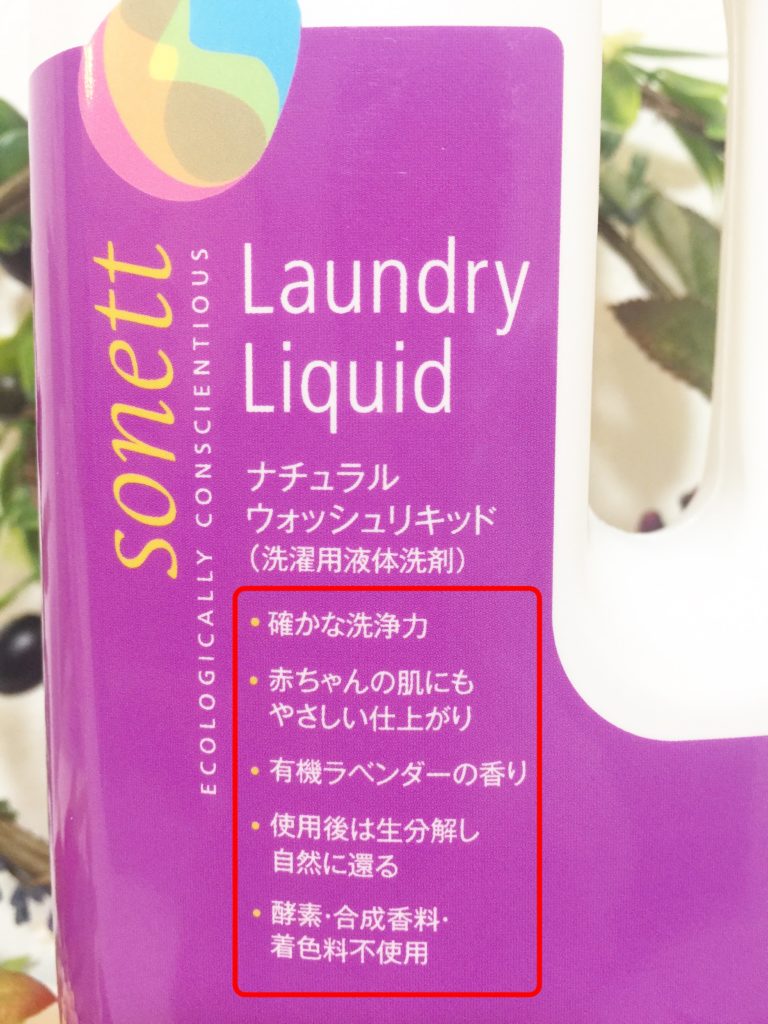 sonett
ECOLOGICALLY CONSCIENTIOUS
Laundry
Liquid
ナチュラル
ウォッシュリキッド
（洗濯用液体洗剤）
・確かな洗浄力
・赤ちゃんの肌にも
やさしい仕上がり
・有機ラベンダーの香り
・使用後は生分解し
自然に還る
・酵素・合成香料・
着色料不使用